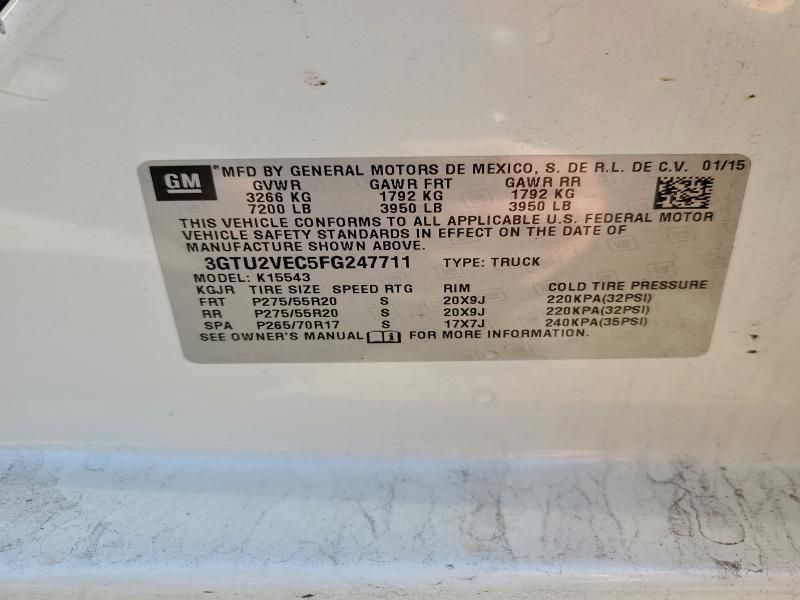 GM ® MFD BY GENERAL MOTORS DE MEXICO, S. DE R.L. DE C.V. 01/15
GVWR GAWR FRT GAWR RR
3266 KG 1792 KG 1792 KG
7200 LB 3950 LB 3950 LB
THIS VEHICLE CONFORMS TO ALL APPLICABLE U.S. FEDERAL MOTOR
VEHICLE SAFETY STANDARDS IN EFFECT ON THE DATE OF
MANUFACTURE SHOWN ABOVE.
3GTU2VEC5FG247711 TYPE: TRUCK
MODEL: K15543
KGJR TIRE SIZE SPEED RTG RIM COLD TIRE PRESSURE
FRT P275/55R20 S 20X9J 220KPA(32PSI)
RR P275/55R20 S 20X9J 220KPA(32PSI)
SPA P265/70R17 S 17X7J 240KPA(35PSI)
SEE OWNER'S MANUAL FOR MORE INFORMATION.